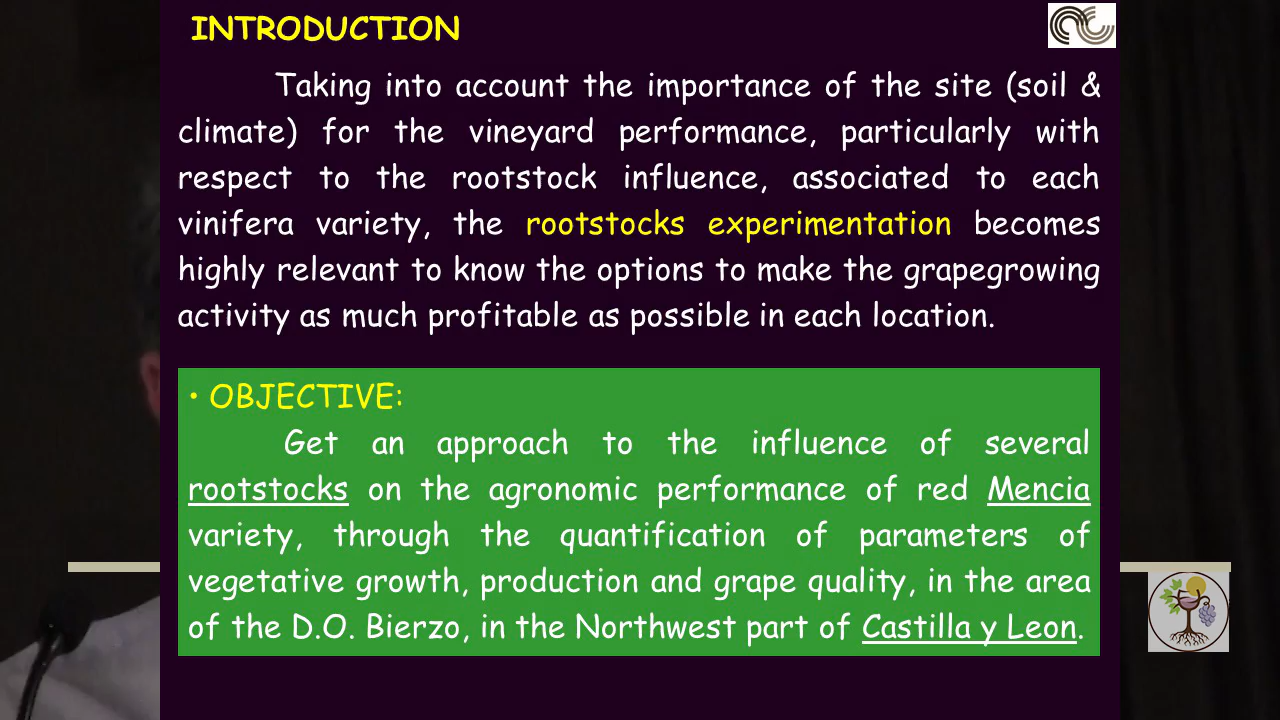 INTRODUCTION
Taking into account the importance of the site (soil &
climate) for the vineyard performance, particularly with
respect to the rootstock influence, associated to each
vinifera variety, the rootstocks experimentation becomes
highly relevant to know the options to make the grapegrowing
activity as much profitable as possible in each location.
• OBJECTIVE:
Get an approach to the influence of several
rootstocks on the agronomic performance of red Mencia
variety, through the quantification of parameters of
vegetative growth, production and grape quality, in the area
of the D.O. Bierzo, in the Northwest part of Castilla y Leon.